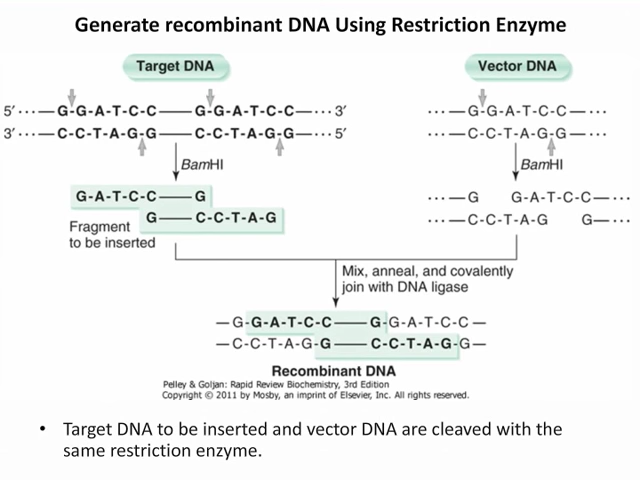 Generate recombinant DNA Using Restriction Enzyme
Target DNA
Vector DNA
5′···—G-G-A-T-C-C——G-G-A-T-C-C—···3′
3′···—C-C-T-A-G-G——C-C-T-A-G-G—···5′
···—G-G-A-T-C-C—···
···—C-C-T-A-G-G—···
BamHI
BamHI
G-A-T-C-C——G
G——C-C-T-A-G
···—G G-A-T-C-C—···
···—C-C-T-A-G G—···
Fragment
to be inserted
Mix, anneal, and covalently
join with DNA ligase
—G-G-A-T-C-C——G-G-A-T-C-C—
—C-C-T-A-G-G——C-C-T-A-G-G—
Recombinant DNA
Pelley & Goljan: Rapid Review Biochemistry, 3rd Edition
Copyright © 2011 by Mosby, an imprint of Elsevier, Inc. All rights reserved.
• Target DNA to be inserted and vector DNA are cleaved with the
same restriction enzyme.